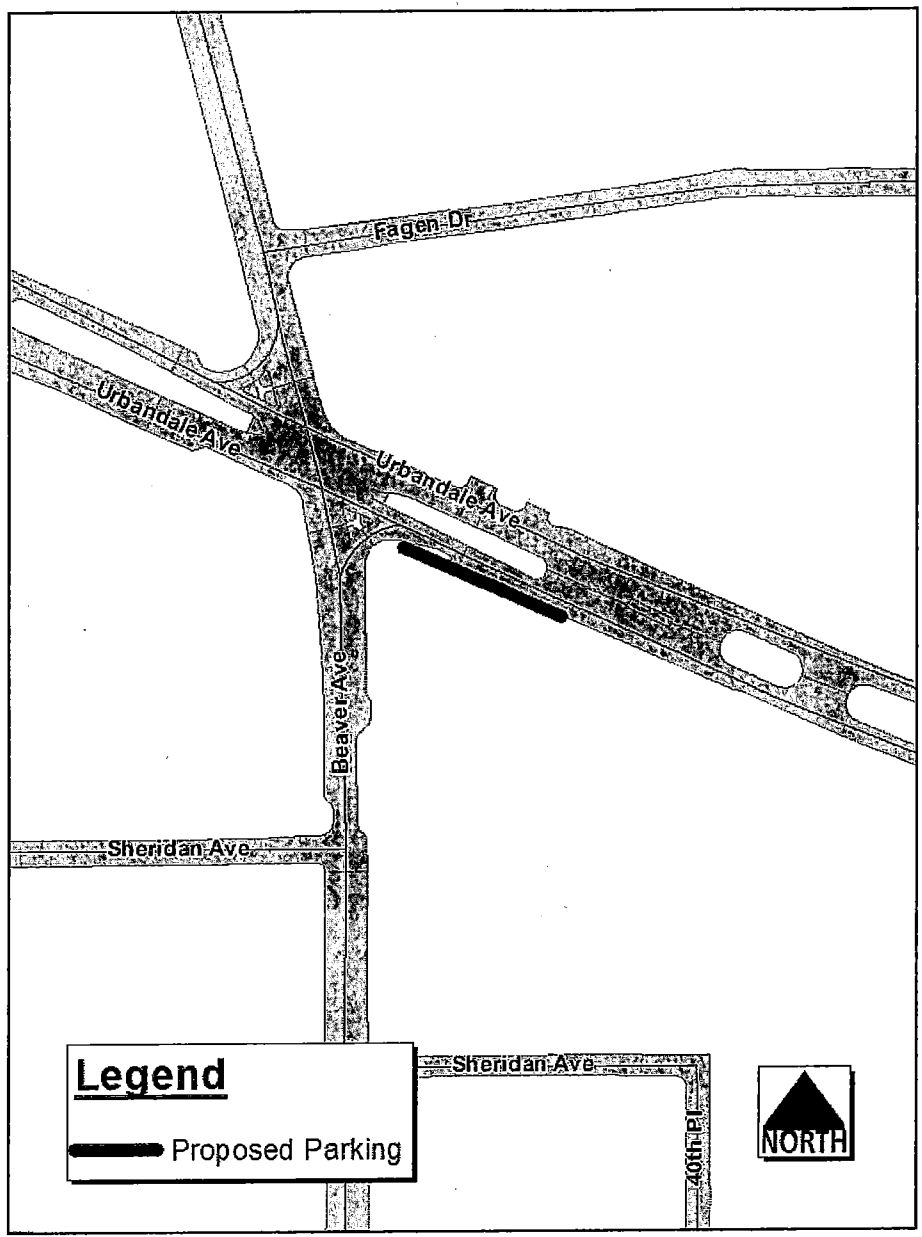 Fagen Dr
Urbandale Ave
Urbandale Ave
Beaver Ave
Sheridan Ave
Sheridan Ave
40th Pl
Legend
Proposed Parking
NORTH